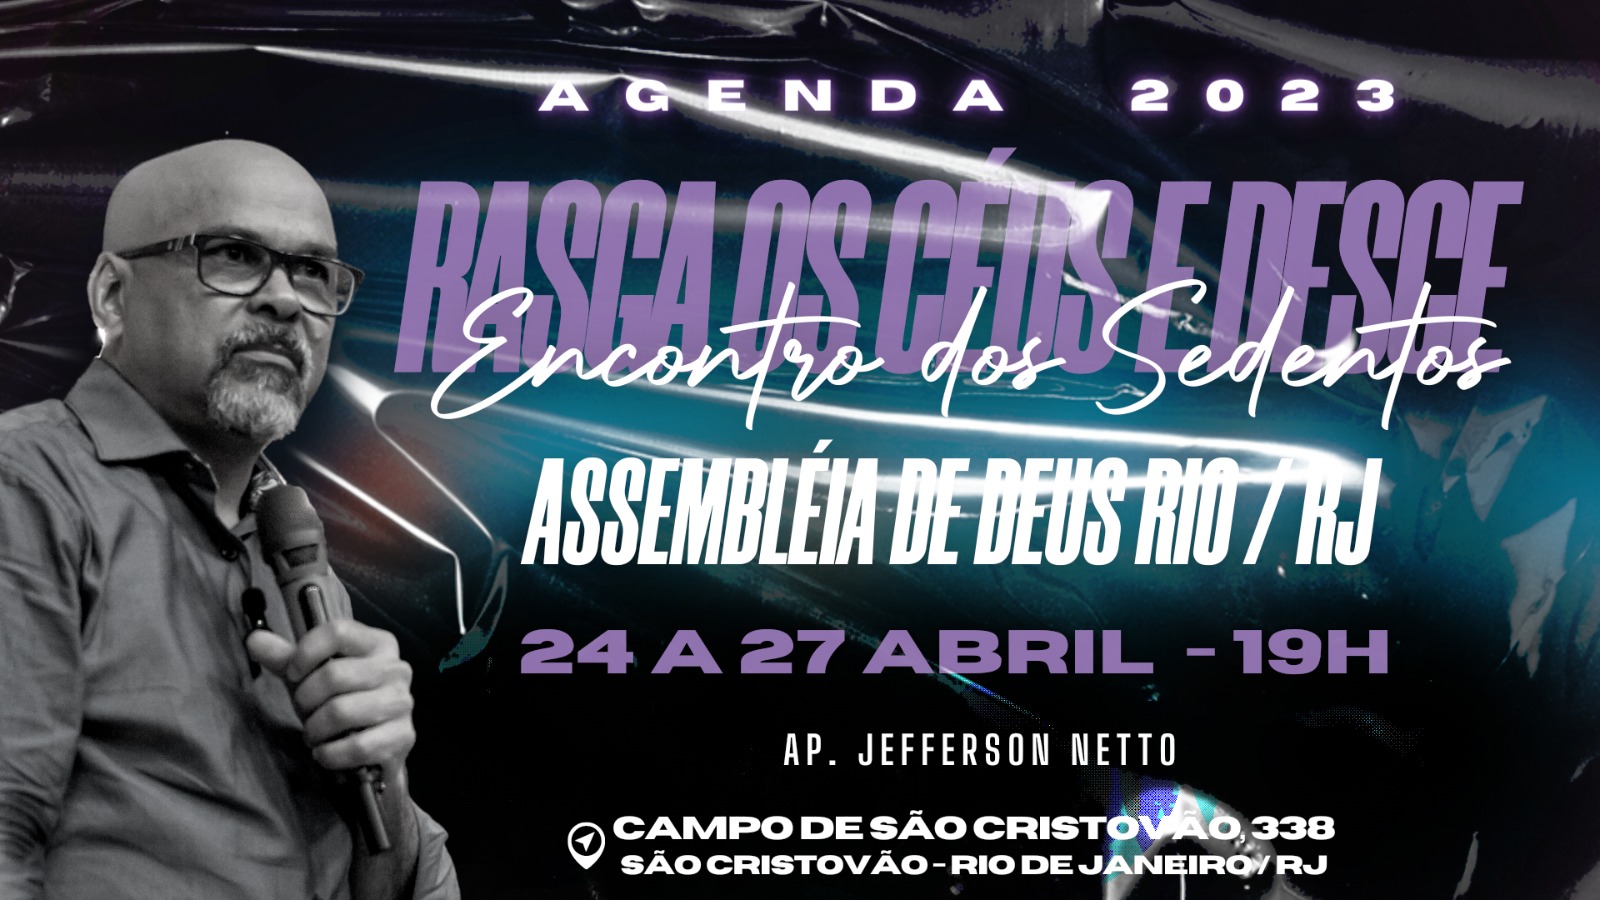 AGENDA 2023
RASGA OS CÉUS E DESCE
Encontro dos Sedentos
ASSEMBLÉIA DE DEUS RIO / RJ
24 A 27 ABRIL - 19H
AP. JEFFERSON NETTO
CAMPO DE SÃO CRISTOVÃO, 338
SÃO CRISTOVÃO - RIO DE JANEIRO / RJ